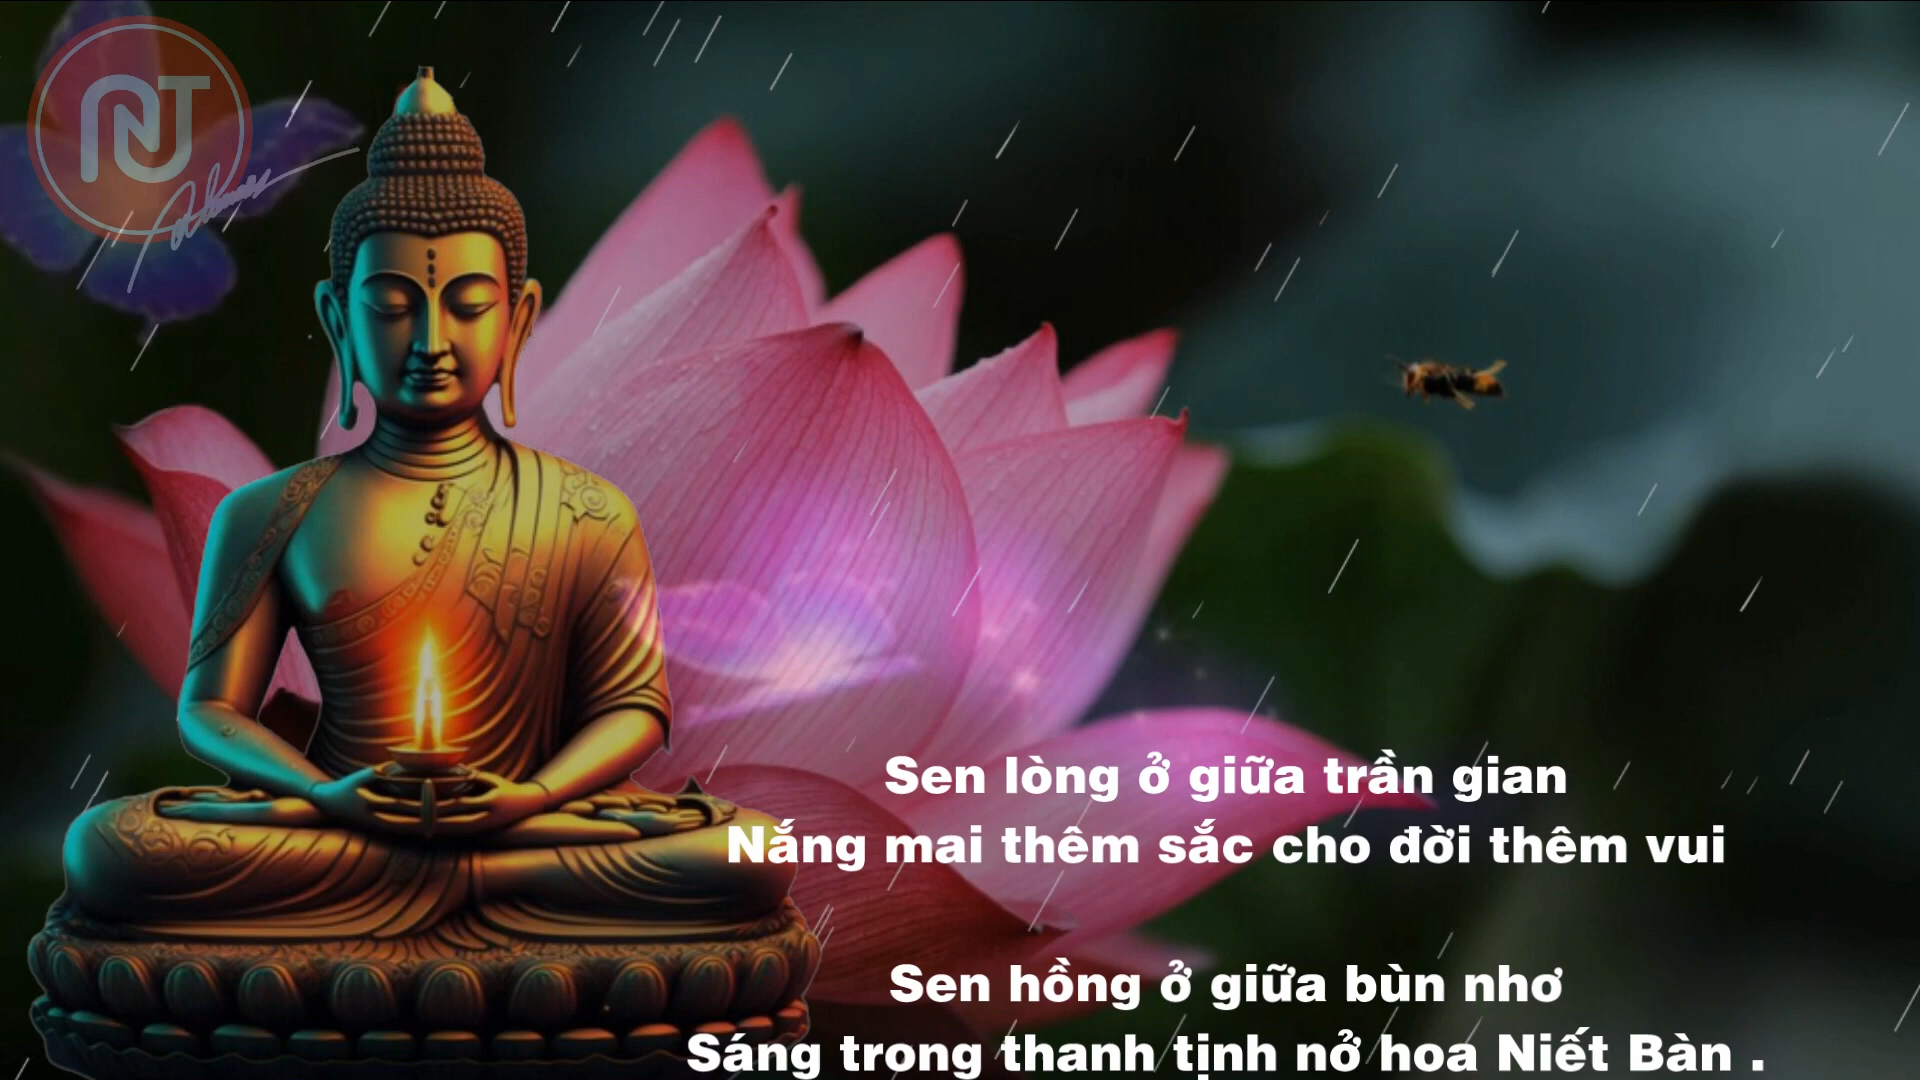 NJ
Sen lòng ở giữa trần gian
Nắng mai thêm sắc cho đời thêm vui
Sen hồng ở giữa bùn nhơ
Sáng trong thanh tịnh nở hoa Niết Bàn .